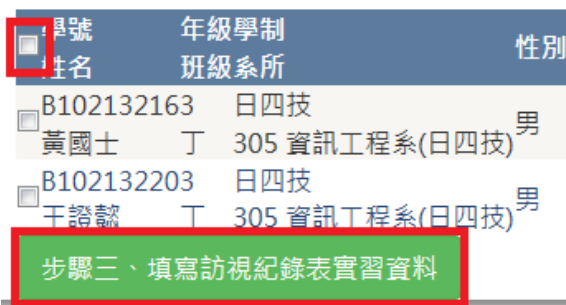 學號 年級學制 性別
姓名 班級系所
B102132163 日四技 男
黃國士 丁 305 資訊工程系(日四技)
B102132203 日四技 男
王證懿 丁 305 資訊工程系(日四技)
步驟三、填寫訪視紀錄表實習資料